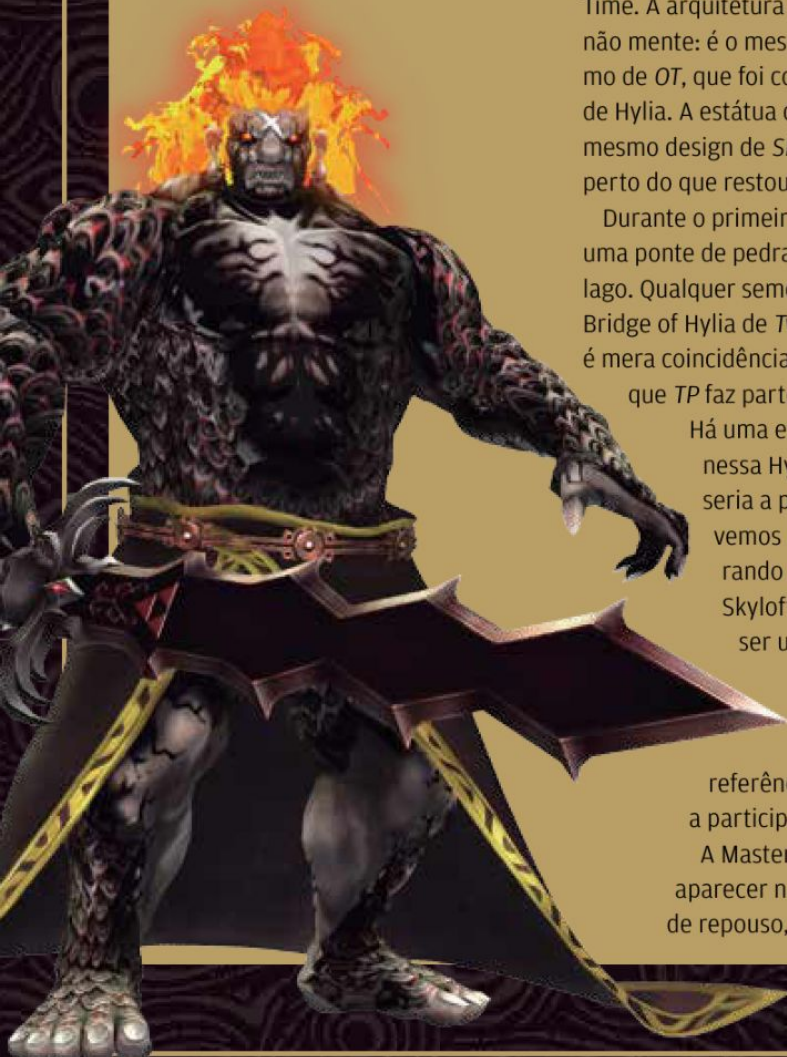 Time. A arquitetura
não mente: é o mes
mo de OT, que foi co
de Hylia. A estátua
mesmo design de
perto do que restou
Durante o primeir
uma ponte de pedra
lago. Qualquer seme
Bridge of Hylia de
é mera coincidência
que TP faz parte
Há uma e
nessa Hy
seria a p
vemos
rando
Skylof
ser u
referênc
a particip
A Master
aparecer n
de repouso,